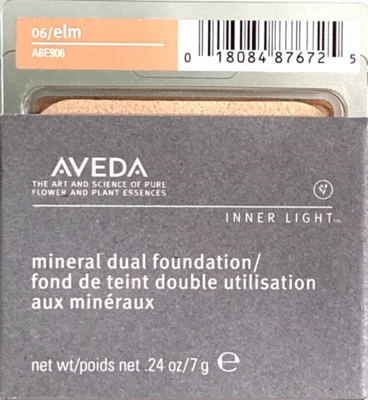 06/elm
A6E906
0 18084 87672 5
AVEDA
THE ART AND SCIENCE OF PURE
FLOWER AND PLANT ESSENCES
INNER LIGHT™
mineral dual foundation/
fond de teint double utilisation
aux minéraux
net wt/poids net .24 oz/7 g ℮